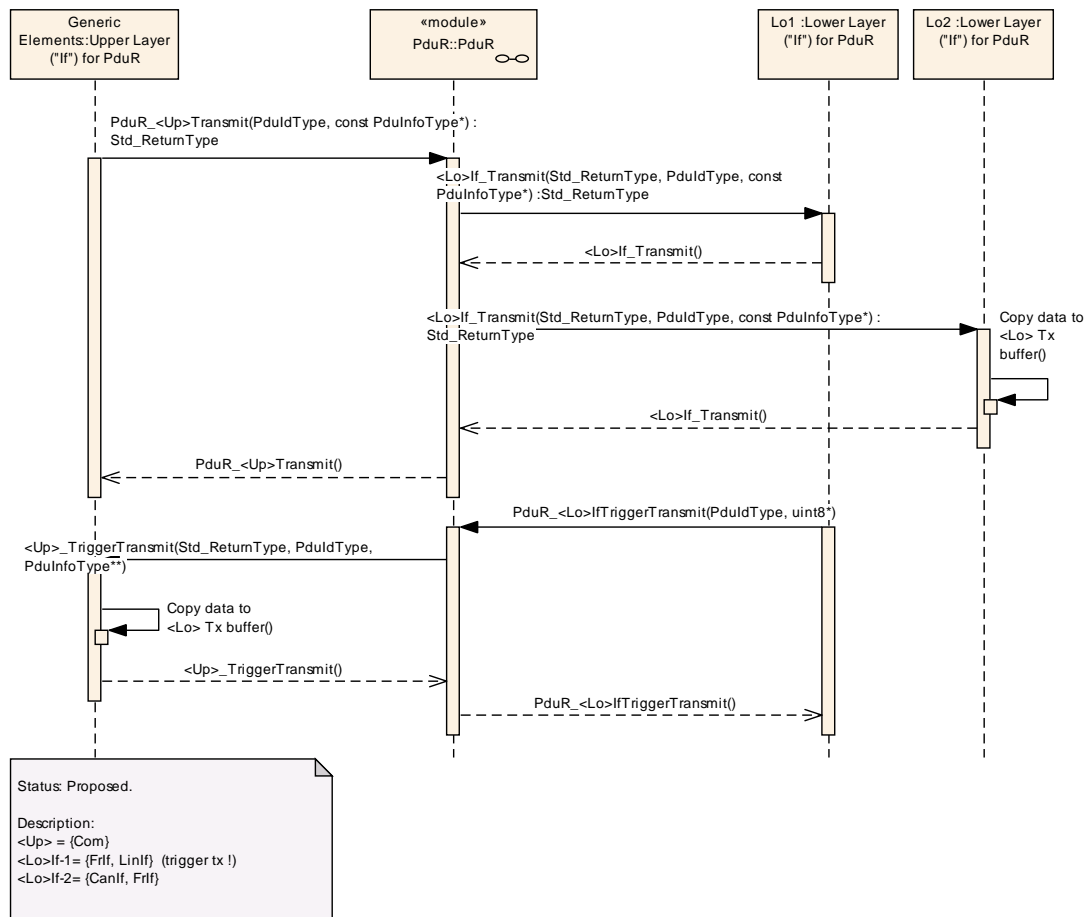 Generic
Elements::Upper Layer
("If") for PduR
«module»
PduR::PduR
Lo1 :Lower Layer
("If") for PduR
Lo2 :Lower Layer
("If") for PduR
PduR_<Up>Transmit(PduIdType, const PduInfoType*) :
Std_ReturnType
<Lo>If_Transmit(Std_ReturnType, PduIdType, const
PduInfoType*) :Std_ReturnType
<Lo>If_Transmit()
<Lo>If_Transmit(Std_ReturnType, PduIdType, const PduInfoType*) :
Std_ReturnType
Copy data to
<Lo> Tx
buffer()
<Lo>If_Transmit()
PduR_<Up>Transmit()
PduR_<Lo>IfTriggerTransmit(PduIdType, uint8*)
<Up>_TriggerTransmit(Std_ReturnType, PduIdType,
PduInfoType**)
Copy data to
<Lo> Tx buffer()
<Up>_TriggerTransmit()
PduR_<Lo>IfTriggerTransmit()
Status: Proposed.
Description:
<Up> = {Com}
<Lo>If-1= {FrIf, LinIf}  (trigger tx !)
<Lo>If-2= {CanIf, FrIf}